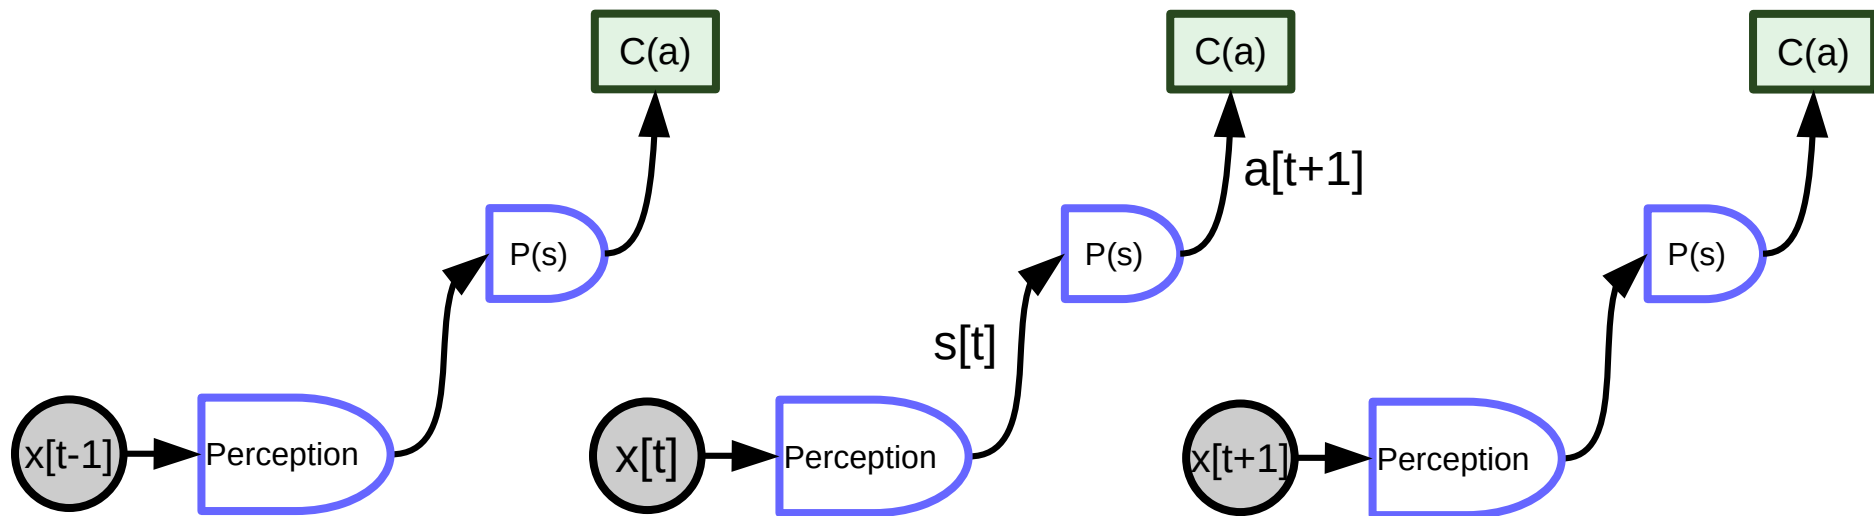 C(a)
C(a)
C(a)
a[t+1]
P(s)
P(s)
P(s)
s[t]
x[t-1]
Perception
x[t]
Perception
x[t+1]
Perception